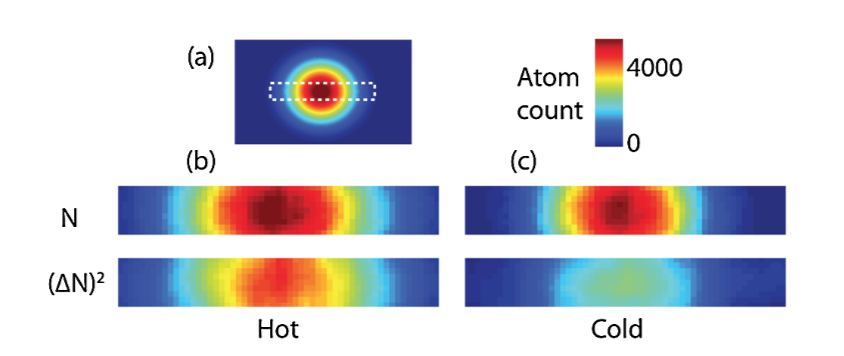 (a)
Atom
count
4000
0
(b)
(c)
N
(ΔN)²
Hot
Cold